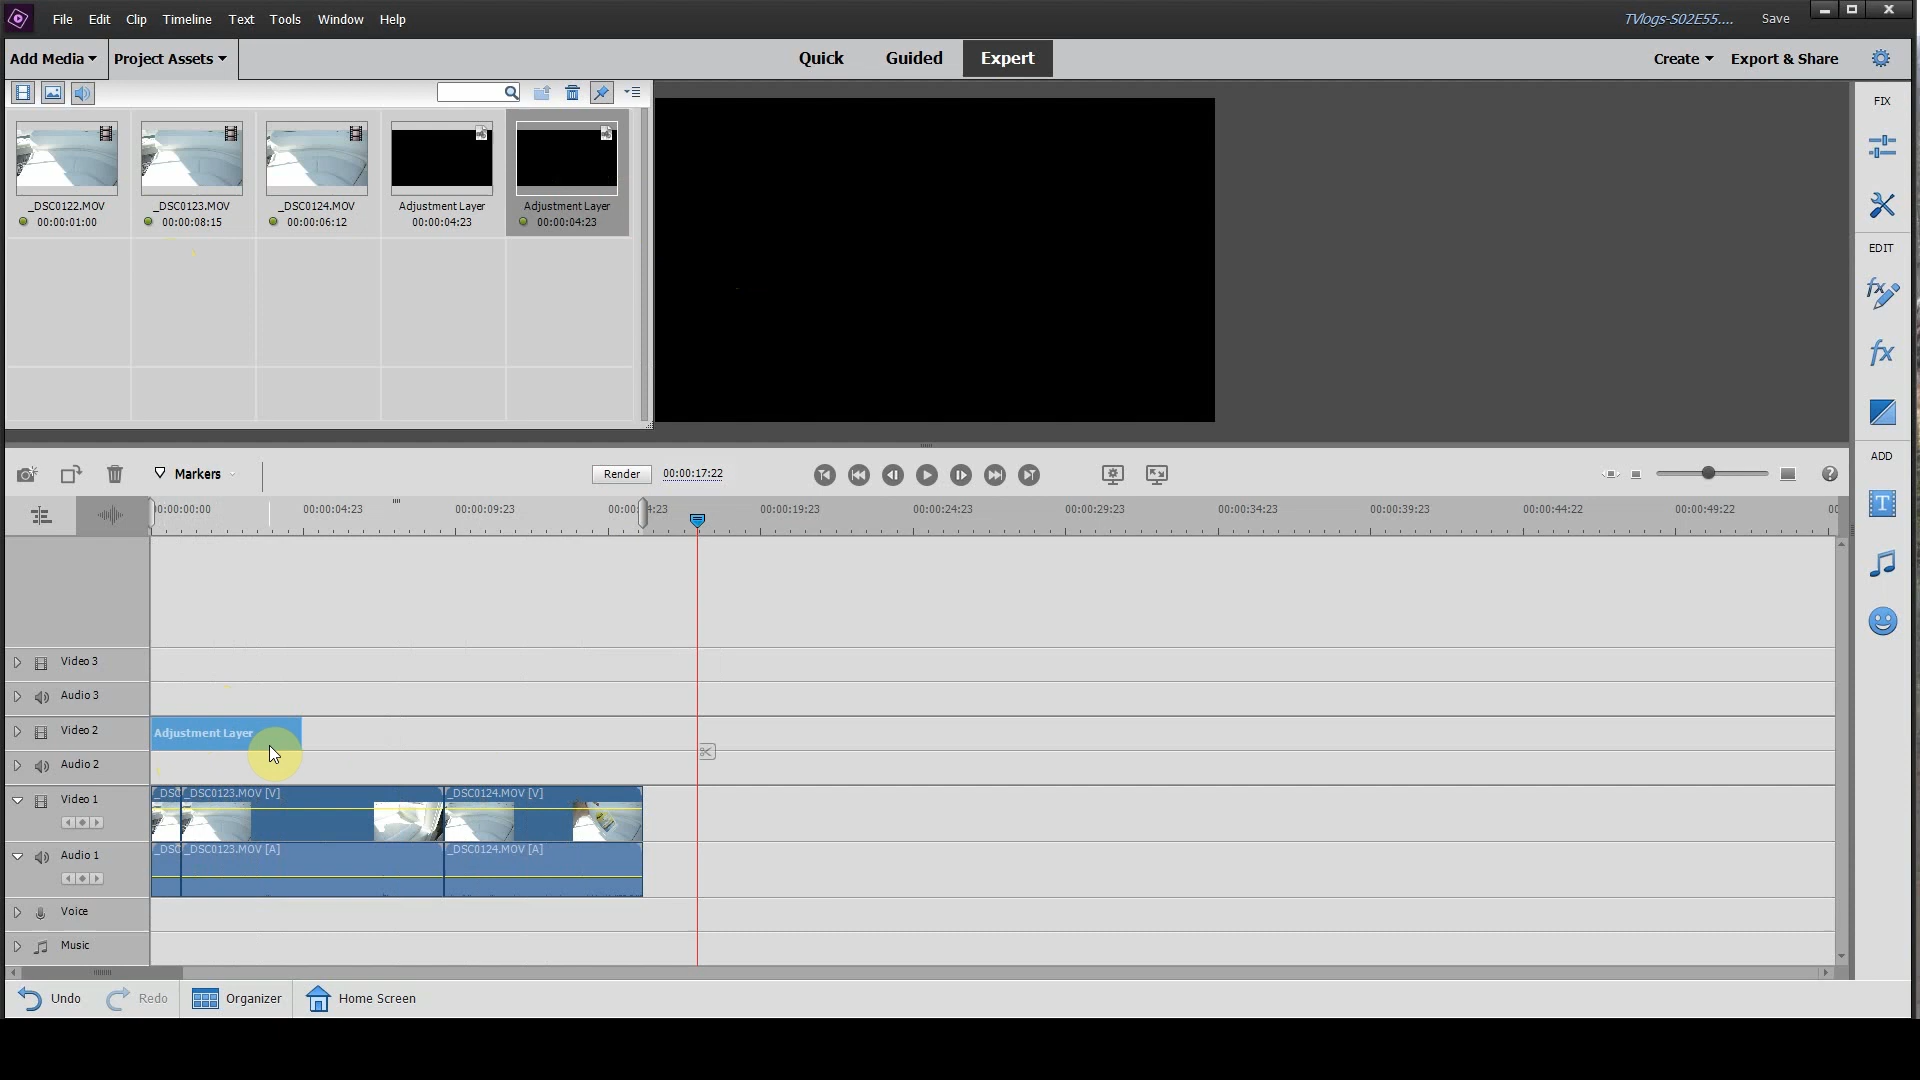 File Edit Clip Timeline Text Tools Window Help TVlogs-S02E55.... Save
Add Media Project Assets Quick Guided Expert Create Export & Share
FIX
_DSC0122.MOV _DSC0123.MOV _DSC0124.MOV Adjustment Layer Adjustment Layer
00:00:01:00 00:00:08:15 00:00:06:12 00:00:04:23 00:00:04:23
EDIT
fx
fx
ADD
Markers Render 00:00:17:22
00:00:04:23 00:00:09:23 4:23 00:00:19:23 00:00:24:23 00:00:29:23 00:00:34:23 00:00:39:23 00:00:44:22 00:00:49:22
T
Video 3
Audio 3
Video 2 Adjustment Layer
Audio 2
Video 1 _DSC _DSC0123.MOV [V] _DSC0124.MOV [V]
Audio 1 _DSC _DSC0123.MOV [A] _DSC0124.MOV [A]
Voice
Music
Undo Redo Organizer Home Screen